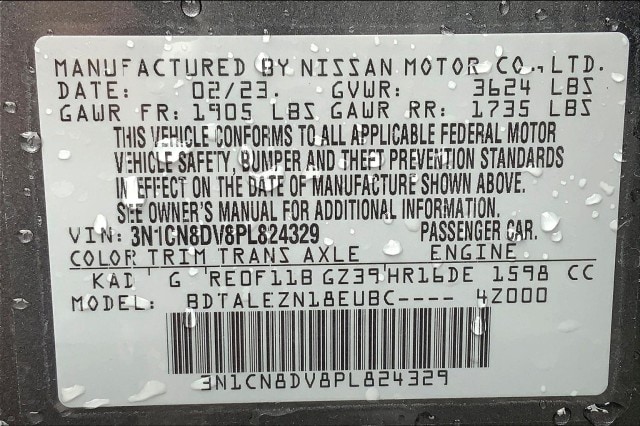 MANUFACTURED BY NISSAN MOTOR CO., LTD.
DATE: 02/23. GVWR: 3624 LBS
GAWR FR: 1905 LBS GAWR RR: 1735 LBS
THIS VEHICLE CONFORMS TO ALL APPLICABLE FEDERAL MOTOR
VEHICLE SAFETY, BUMPER AND THEFT PREVENTION STANDARDS
IN EFFECT ON THE DATE OF MANUFACTURE SHOWN ABOVE.
SEE OWNER'S MANUAL FOR ADDITIONAL INFORMATION.
VIN: 3N1CN8DV8PL824329 PASSENGER CAR.
COLOR TRIM TRANS AXLE ENGINE
KAD G RE0F11B GZ39 HR16DE 1598 CC
MODEL: BDTALEZN18EUBC---- 4Z000
3N1CN8DV8PL824329